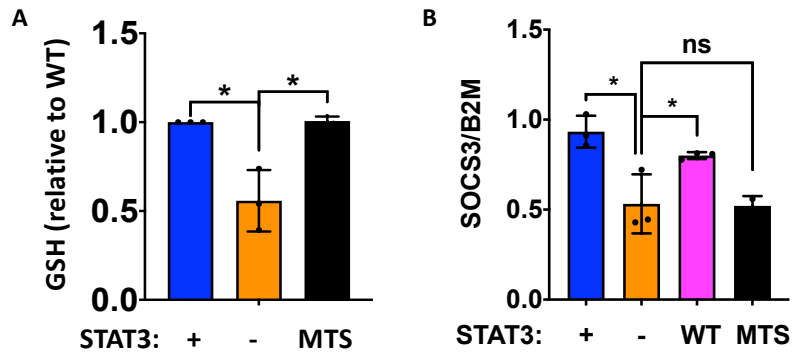 A
GSH (relative to WT)
1.5
1.0
0.5
0.0
*
*
STAT3: + - MTS
B
SOCS3/B2M
1.5
1.0
0.5
0.0
ns
*
*
STAT3: + - WT MTS